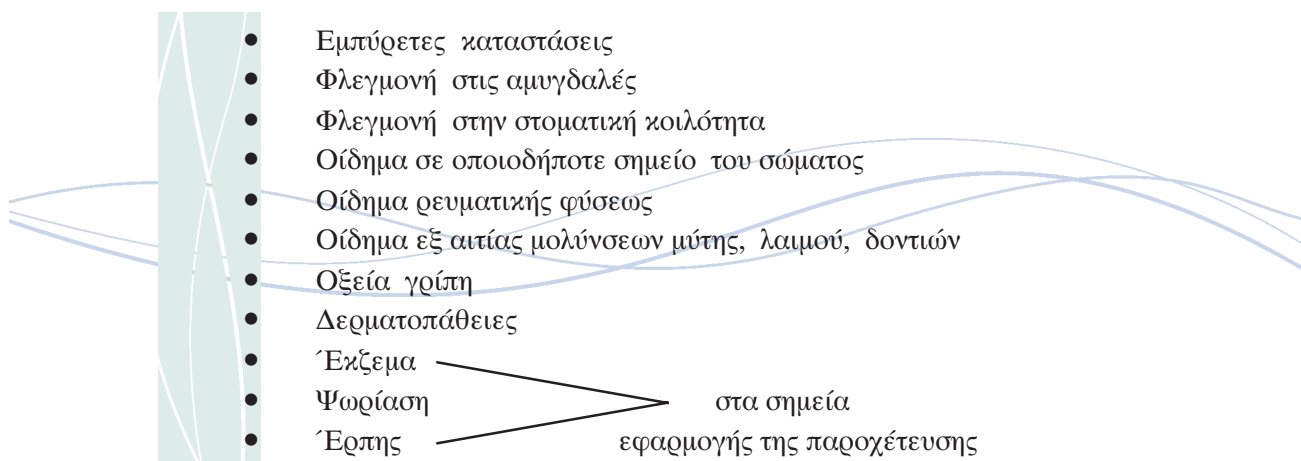 • Εμπύρετες καταστάσεις
• Φλεγμονή στις αμυγδαλές
• Φλεγμονή στην στοματική κοιλότητα
• Οίδημα σε οποιοδήποτε σημείο του σώματος
• Οίδημα ρευματικής φύσεως
• Οίδημα εξ αιτίας μολύνσεων μύτης, λαιμού, δοντιών
• Οξεία γρίπη
• Δερματοπάθειες
• Έκζεμα
• Ψωρίαση στα σημεία
• Έρπης εφαρμογής της παροχέτευσης